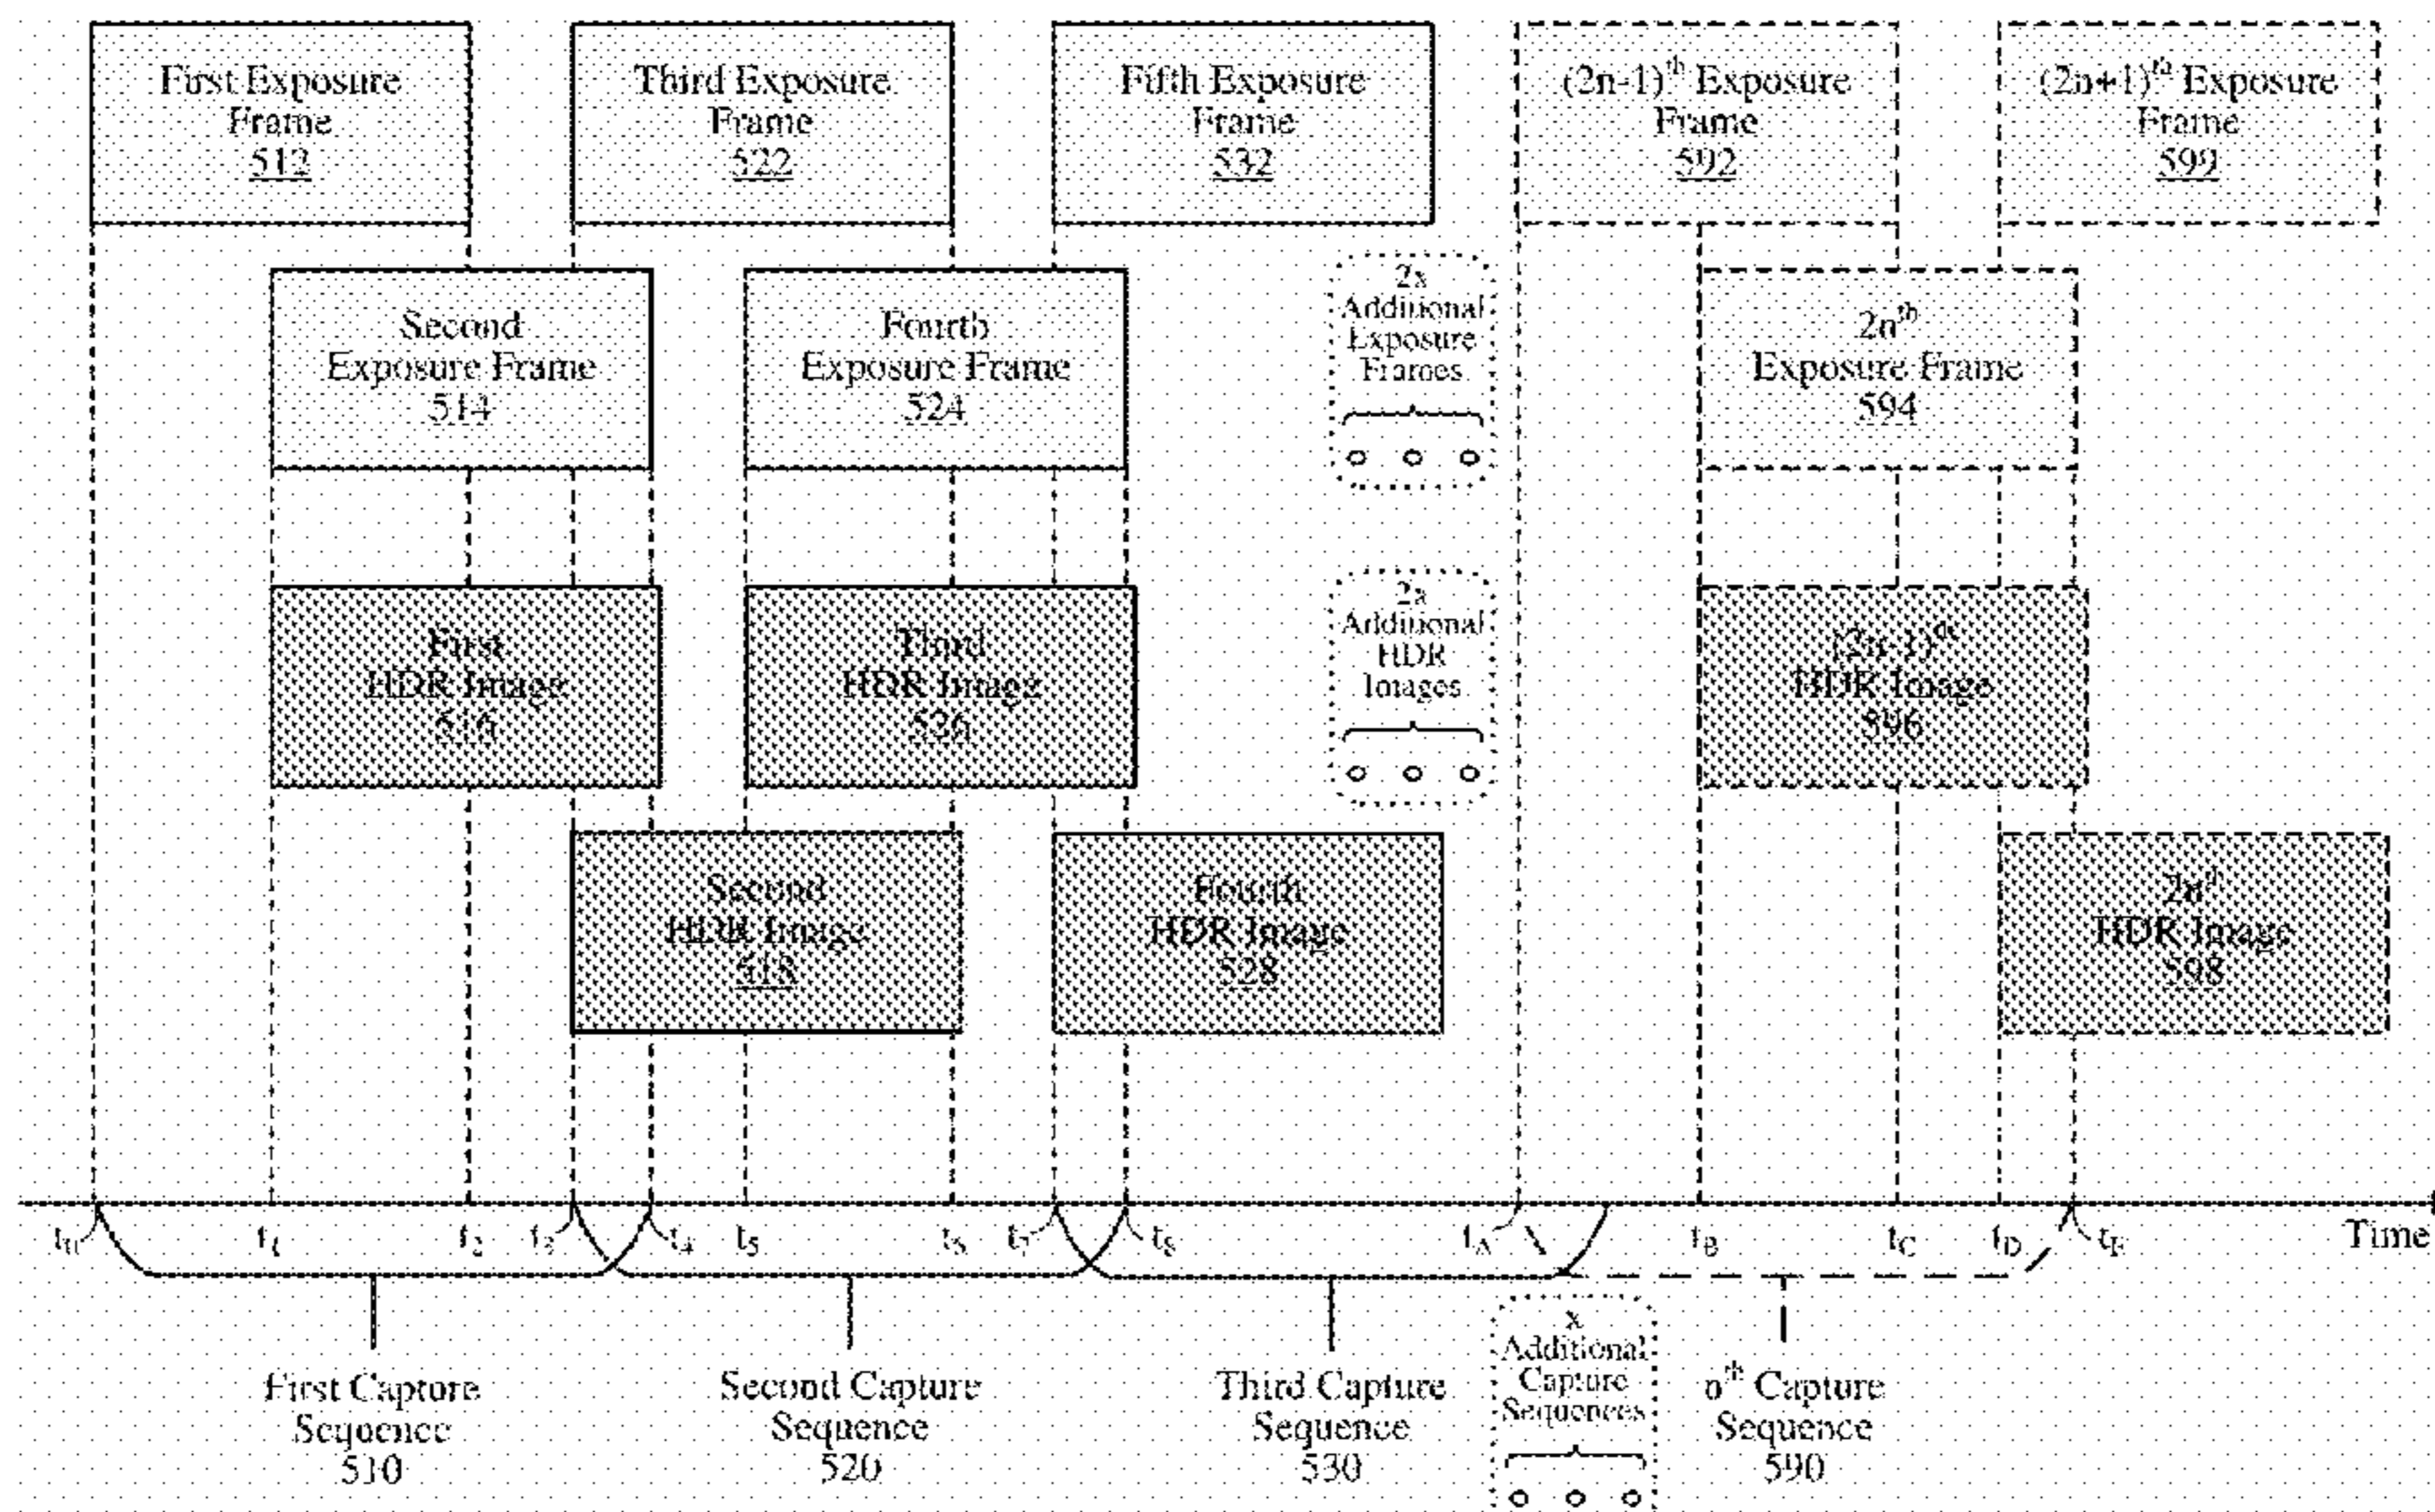 First Exposure
Frame
512
Third Exposure
Frame
522
Fifth Exposure
Frame
532
(2n-1)th Exposure
Frame
592
(2n+1)th Exposure
Frame
599
Second
Exposure Frame
514
Fourth
Exposure Frame
524
2x
Additional
Exposure
Frames
2nth
Exposure Frame
594
First
HDR Image
516
Third
HDR Image
526
Additional
HDR
Images
(2n-1)th
HDR Image
596
Second
HDR Image
518
Fourth
HDR Image
528
HDR Image
598
t0
t1
t2
t3
t4
t5
t6
t7
t8
tA
tB
tC
tD
tE
Time
First Capture
Sequence
510
Second Capture
Sequence
520
Third Capture
Sequence
530
x
Additional
Capture
Sequences
nth Capture
Sequence
590